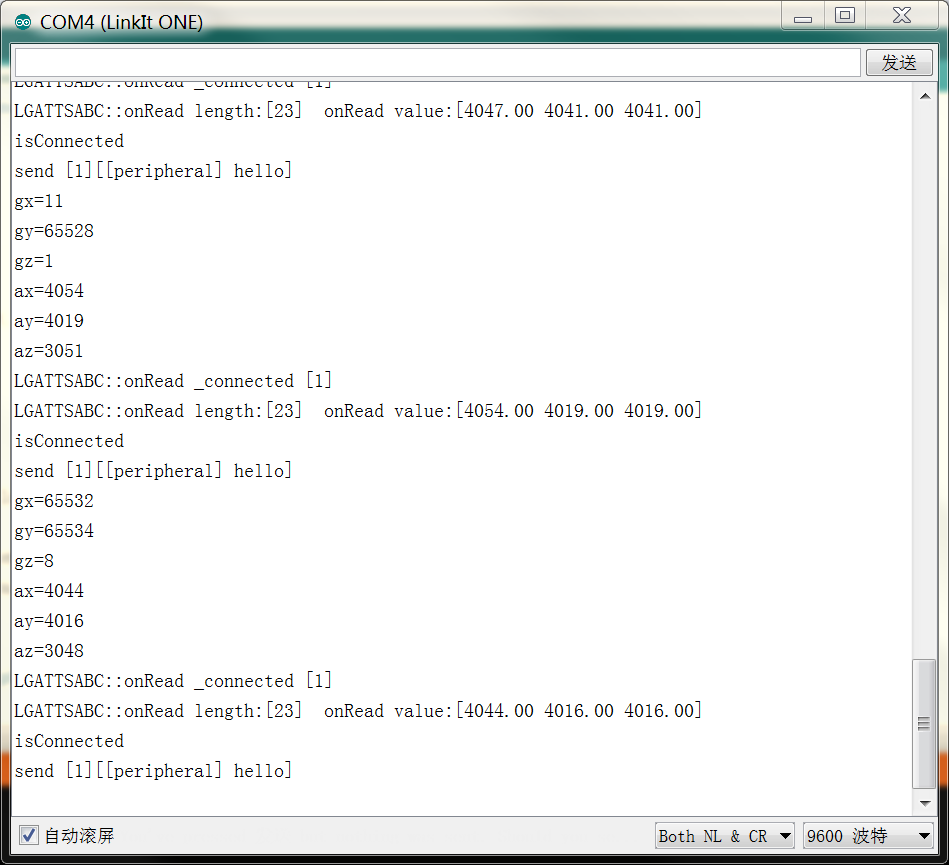 COM4 (LinkIt ONE)
发送
LGATTSABC::onRead _connected [1]
LGATTSABC::onRead length:[23]  onRead value:[4047.00 4041.00 4041.00]
isConnected
send [1][[peripheral] hello]
gx=11
gy=65528
gz=1
ax=4054
ay=4019
az=3051
LGATTSABC::onRead _connected [1]
LGATTSABC::onRead length:[23]  onRead value:[4054.00 4019.00 4019.00]
isConnected
send [1][[peripheral] hello]
gx=65532
gy=65534
gz=8
ax=4044
ay=4016
az=3048
LGATTSABC::onRead _connected [1]
LGATTSABC::onRead length:[23]  onRead value:[4044.00 4016.00 4016.00]
isConnected
send [1][[peripheral] hello]
自动滚屏
Both NL & CR
9600 波特